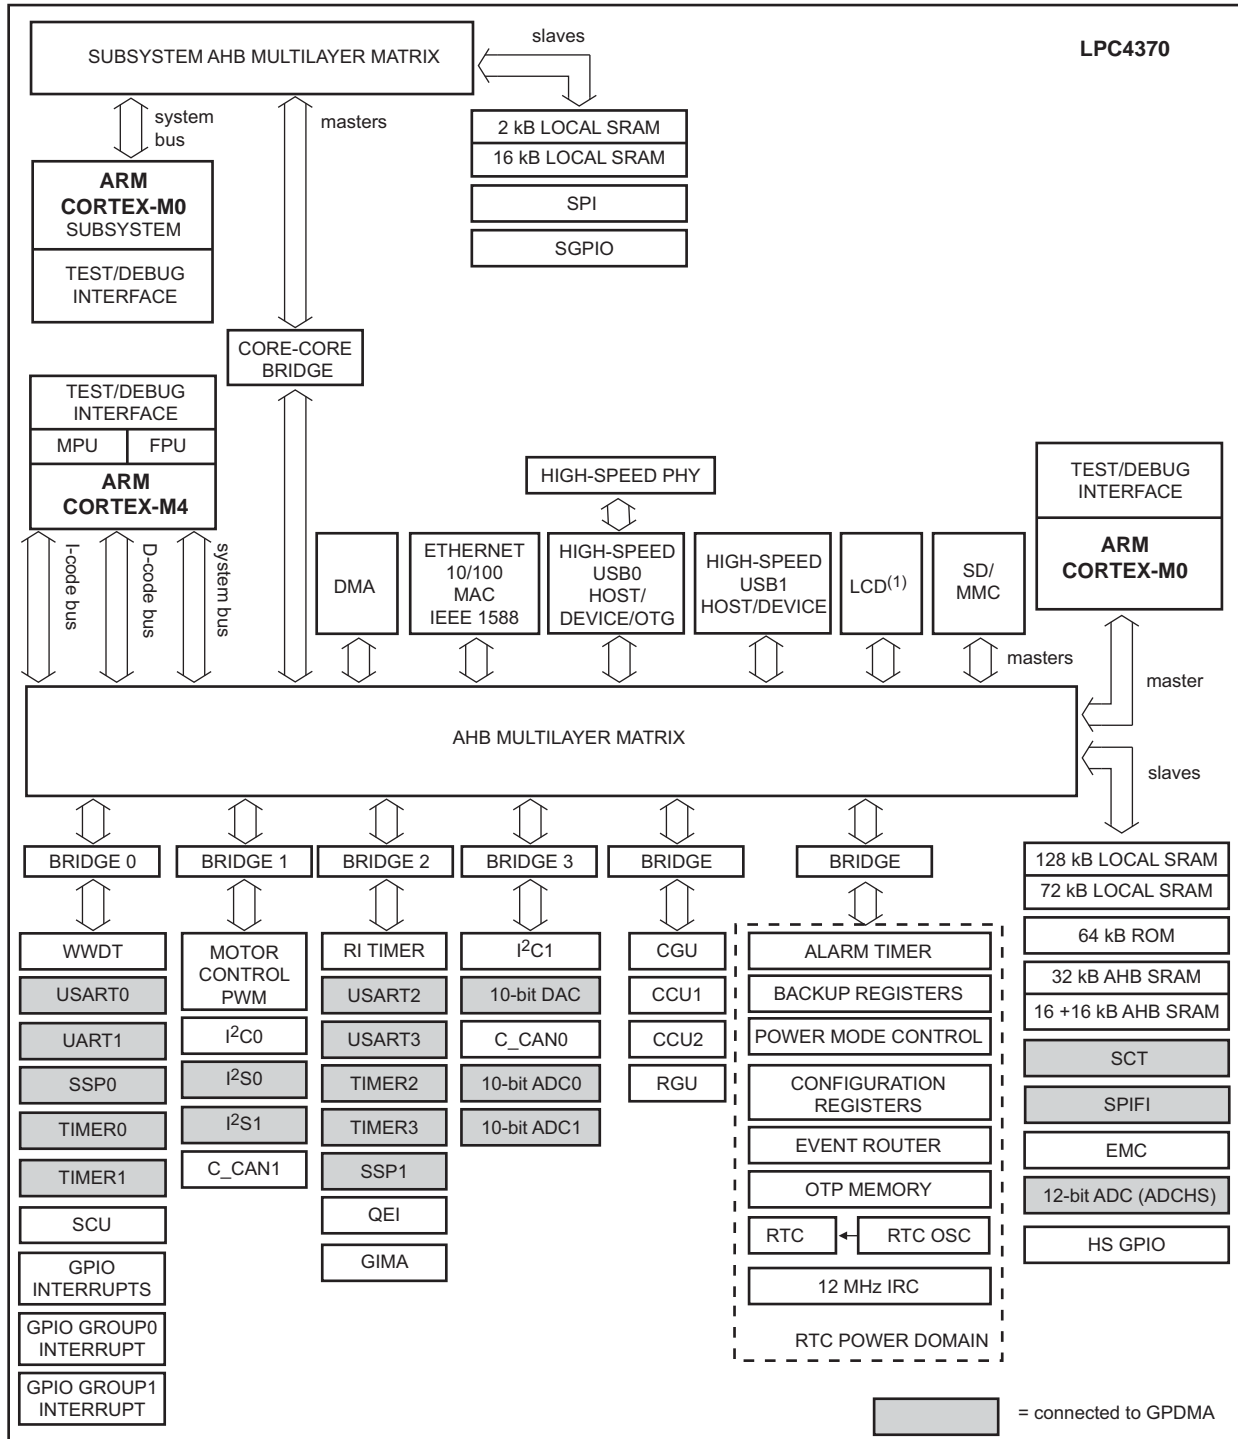 LPC4370
SUBSYSTEM AHB MULTILAYER MATRIX
slaves
system
bus
masters
2 kB LOCAL SRAM
16 kB LOCAL SRAM
SPI
SGPIO
ARM
CORTEX-M0
SUBSYSTEM
TEST/DEBUG
INTERFACE
CORE-CORE
BRIDGE
TEST/DEBUG
INTERFACE
MPU
FPU
ARM
CORTEX-M4
I-code bus
D-code bus
system bus
DMA
ETHERNET
10/100
MAC
IEEE 1588
HIGH-SPEED PHY
HIGH-SPEED
USB0
HOST/
DEVICE/OTG
HIGH-SPEED
USB1
HOST/DEVICE
LCD(1)
SD/
MMC
TEST/DEBUG
INTERFACE
ARM
CORTEX-M0
masters
master
AHB MULTILAYER MATRIX
slaves
BRIDGE 0
BRIDGE 1
BRIDGE 2
BRIDGE 3
BRIDGE
BRIDGE
WWDT
USART0
UART1
SSP0
TIMER0
TIMER1
SCU
GPIO
INTERRUPTS
GPIO GROUP0
INTERRUPT
GPIO GROUP1
INTERRUPT
MOTOR
CONTROL
PWM
I2C0
I2S0
I2S1
C_CAN1
RI TIMER
USART2
USART3
TIMER2
TIMER3
SSP1
QEI
GIMA
I2C1
10-bit DAC
C_CAN0
10-bit ADC0
10-bit ADC1
CGU
CCU1
CCU2
RGU
ALARM TIMER
BACKUP REGISTERS
POWER MODE CONTROL
CONFIGURATION
REGISTERS
EVENT ROUTER
OTP MEMORY
RTC
RTC OSC
12 MHz IRC
RTC POWER DOMAIN
128 kB LOCAL SRAM
72 kB LOCAL SRAM
64 kB ROM
32 kB AHB SRAM
16 +16 kB AHB SRAM
SCT
SPIFI
EMC
12-bit ADC (ADCHS)
HS GPIO
= connected to GPDMA